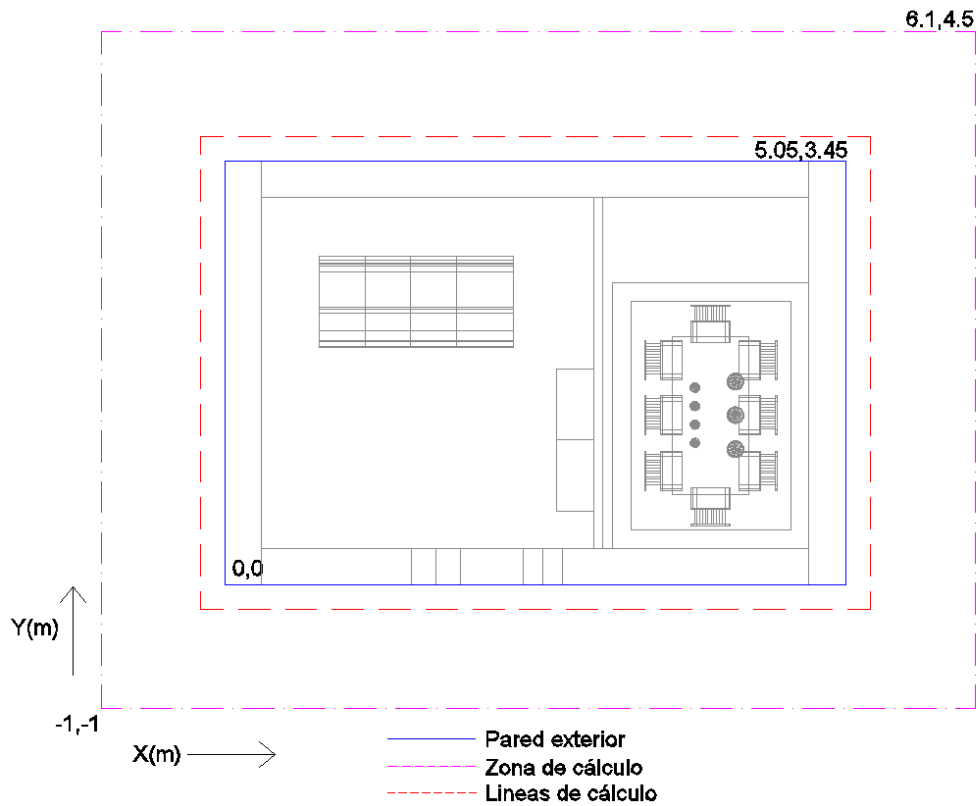 6.1,4.5
5.05,3.45
0,0
Y(m)
-1,-1
X(m)
Pared exterior
Zona de cálculo
Lineas de cálculo